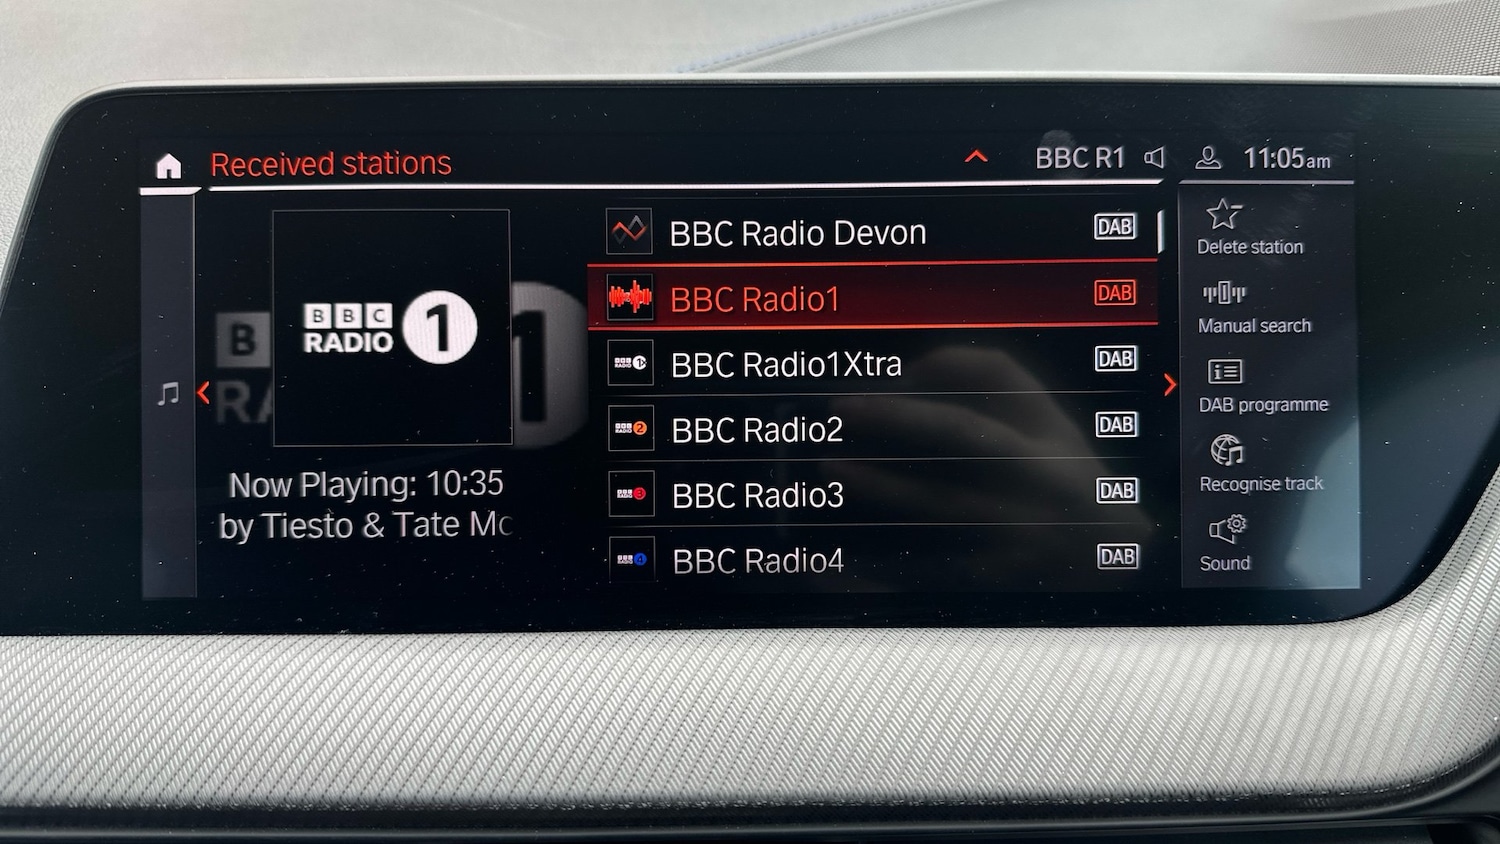 Received stations
BBC R1
11:05am
BBC
RADIO 1
Now Playing: 10:35
by Tiesto & Tate Mc
BBC Radio Devon DAB
BBC Radio1 DAB
BBC Radio1Xtra DAB
BBC Radio2 DAB
BBC Radio3 DAB
BBC Radio4 DAB
Delete station
Manual search
DAB programme
Recognise track
Sound